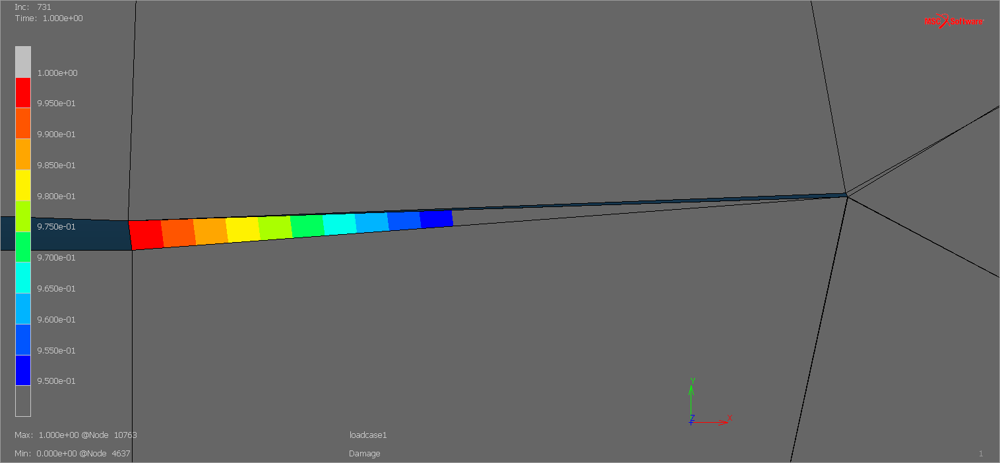 Inc: 731
Time: 1.000e+00
MSC Software
1.000e+00
9.950e-01
9.900e-01
9.850e-01
9.800e-01
9.750e-01
9.700e-01
9.650e-01
9.600e-01
9.550e-01
9.500e-01
Y
Z
X
Max: 1.000e+00 @Node 10763
loadcase1
Min: 0.000e+00 @Node 4637
Damage
1